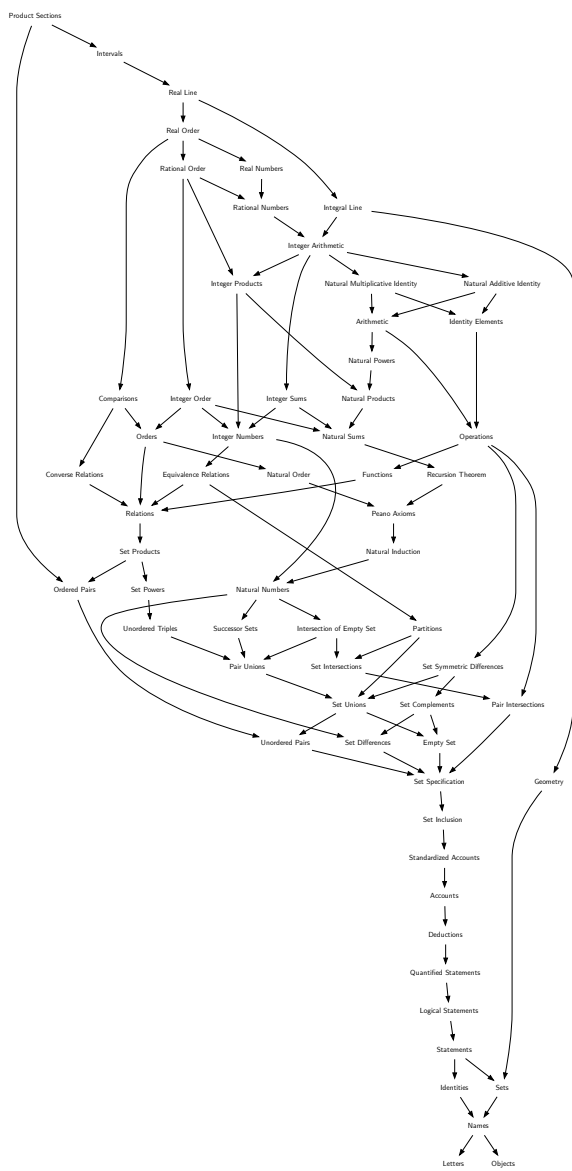 Product Sections
Intervals
Real Line
Real Order
Rational Order
Real Numbers
Rational Numbers
Integral Line
Integer Arithmetic
Integer Products
Natural Multiplicative Identity
Natural Additive Identity
Arithmetic
Identity Elements
Natural Powers
Comparisons
Integer Order
Integer Sums
Natural Products
Orders
Integer Numbers
Natural Sums
Operations
Converse Relations
Equivalence Relations
Natural Order
Functions
Recursion Theorem
Relations
Peano Axioms
Set Products
Natural Induction
Ordered Pairs
Set Powers
Natural Numbers
Unordered Triples
Successor Sets
Intersection of Empty Set
Partitions
Pair Unions
Set Intersections
Set Symmetric Differences
Set Unions
Set Complements
Pair Intersections
Unordered Pairs
Set Differences
Empty Set
Set Specification
Geometry
Set Inclusion
Standardized Accounts
Accounts
Deductions
Quantified Statements
Logical Statements
Statements
Identities
Sets
Names
Letters
Objects